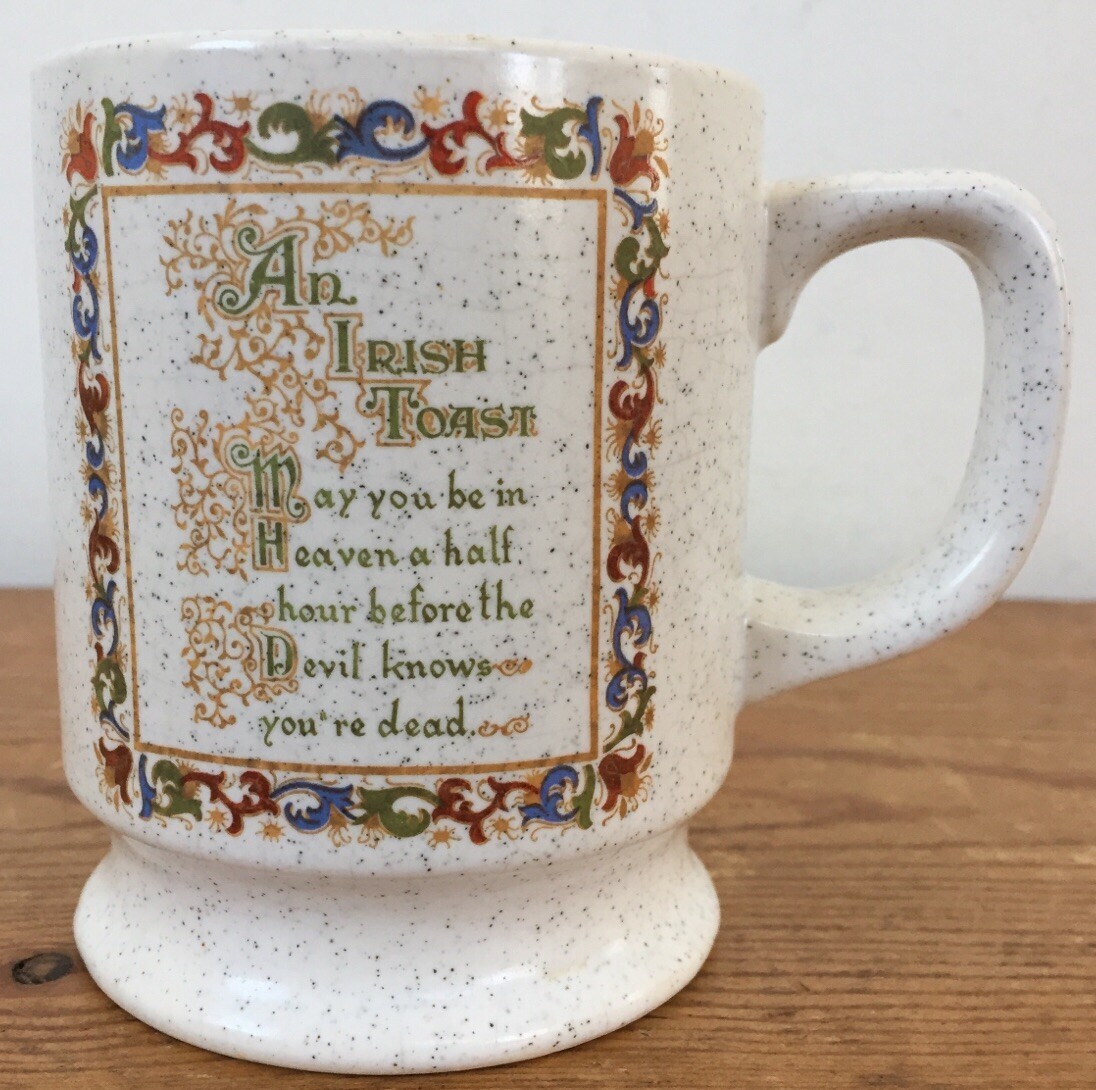 An
Irish
Toast
May you be in
Heaven a half
hour before the
Devil knows
you're dead.